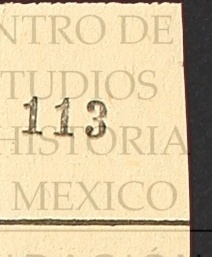 NTRO DE
TUDIOS
113
HISTORIA
MEXICO